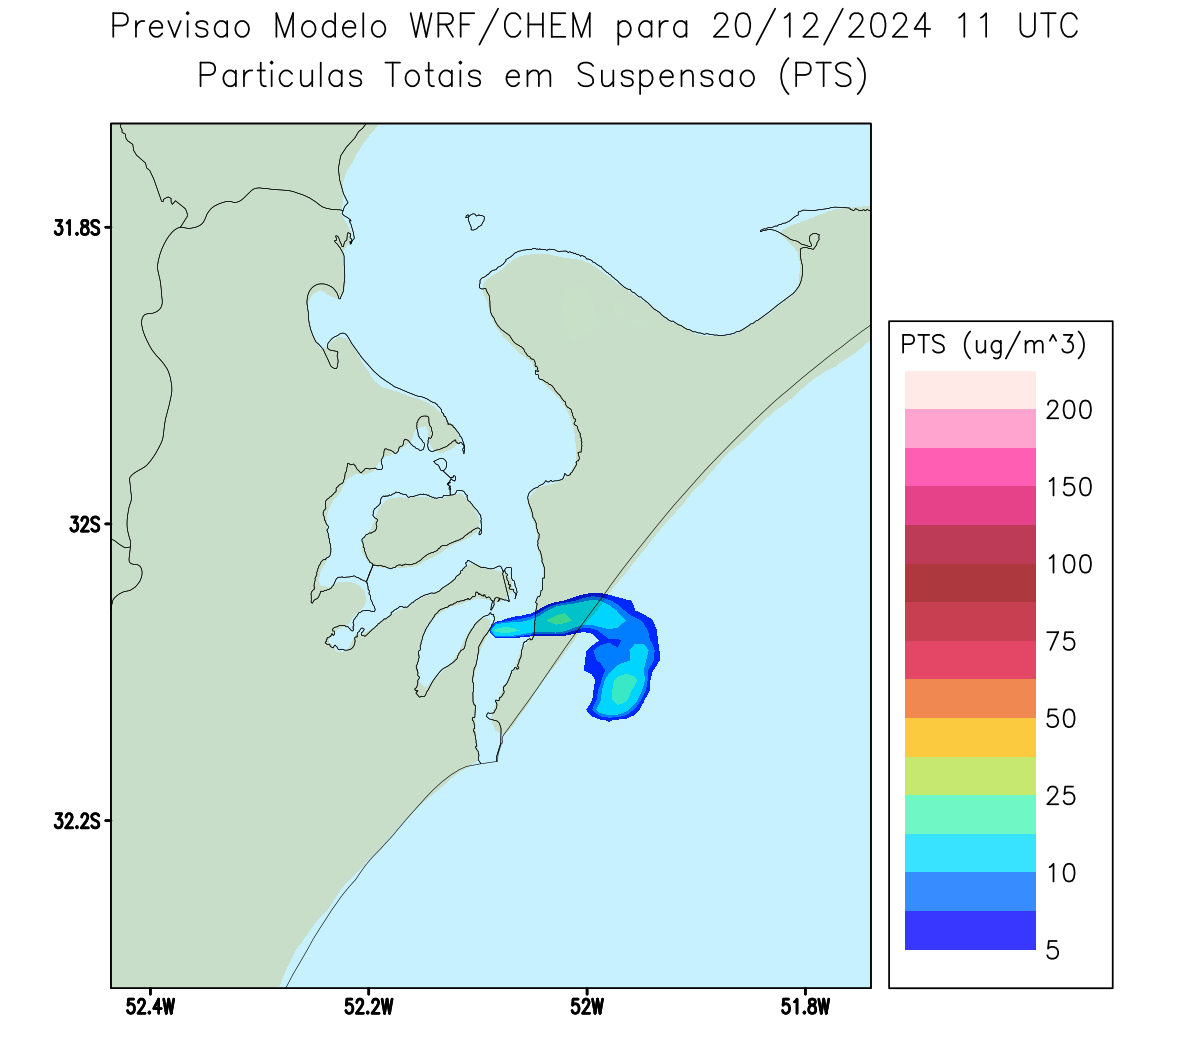 Previsao Modelo WRF/CHEM para 20/12/2024 11 UTC
Particulas Totais em Suspensao (PTS)
31.8S
32S
32.2S
52.4W
52.2W
52W
51.8W
PTS (ug/m^3)
200
150
100
75
50
25
10
5